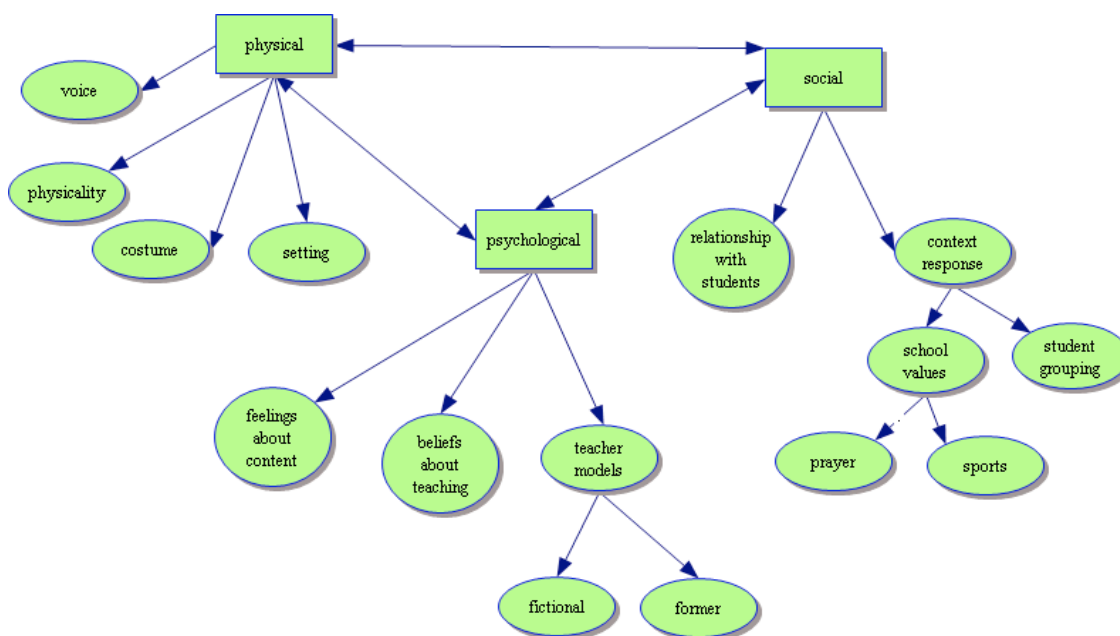 physical
social
voice
physicality
costume
setting
psychological
relationship
with
students
context
response
school
values
student
grouping
feelings
about
content
beliefs
about
teaching
teacher
models
prayer
sports
fictional
former